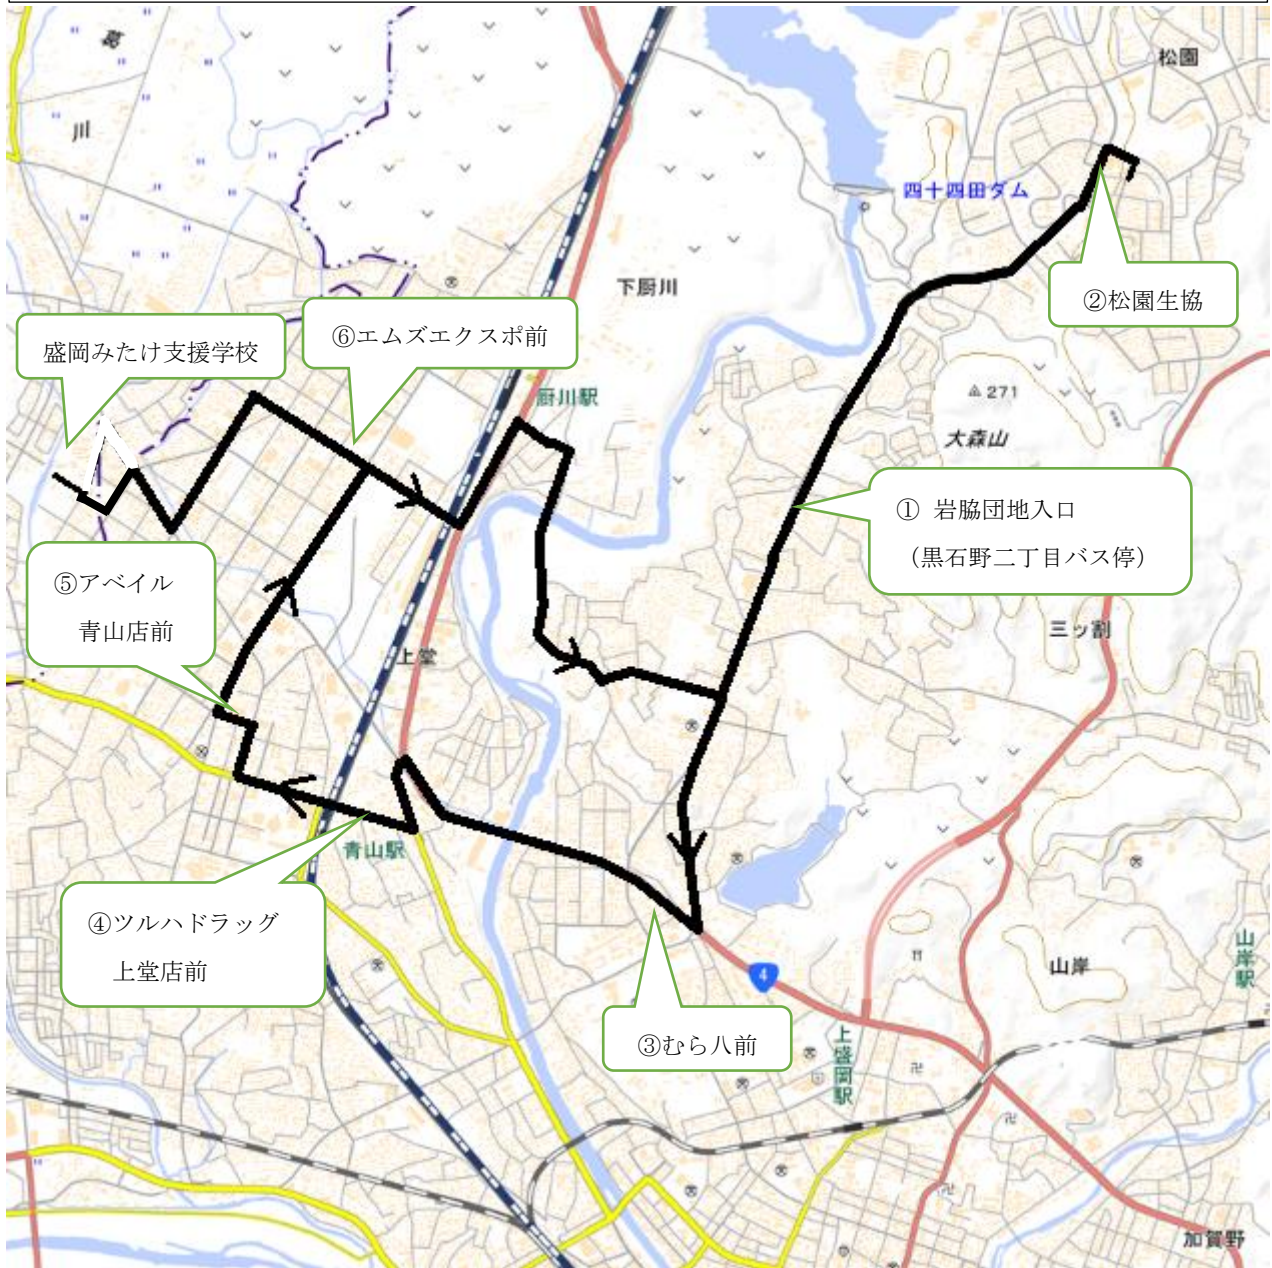 松園
葛
川
四十四田ダム
下厨川
②松園生協
⑥エムズエクスポ前
盛岡みたけ支援学校
厨川駅
271
大森山
① 岩脇団地入口
（黒石野二丁目バス停）
⑤アベイル
青山店前
三ッ割
上堂
青山駅
④ツルハドラッグ
上堂店前
山岸駅
山岸
4
③むら八前
上盛岡駅
加賀野